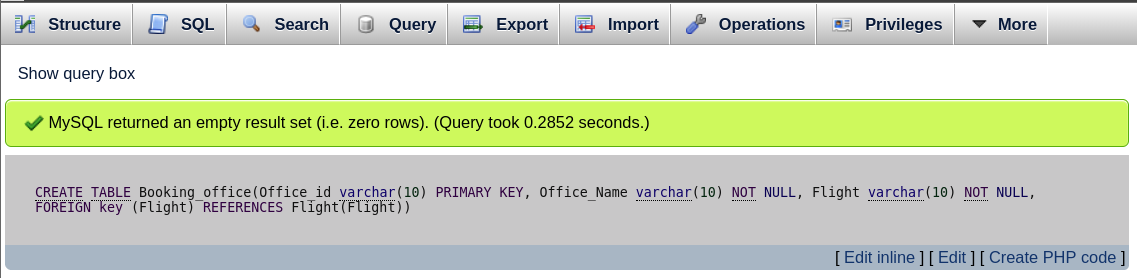 Structure SQL Search Query Export Import Operations Privileges More
Show query box
MySQL returned an empty result set (i.e. zero rows). (Query took 0.2852 seconds.)
CREATE TABLE Booking_office(Office_id varchar(10) PRIMARY KEY, Office_Name varchar(10) NOT NULL, Flight varchar(10) NOT NULL,
FOREIGN key (Flight) REFERENCES Flight(Flight))
[ Edit inline ] [ Edit ] [ Create PHP code ]